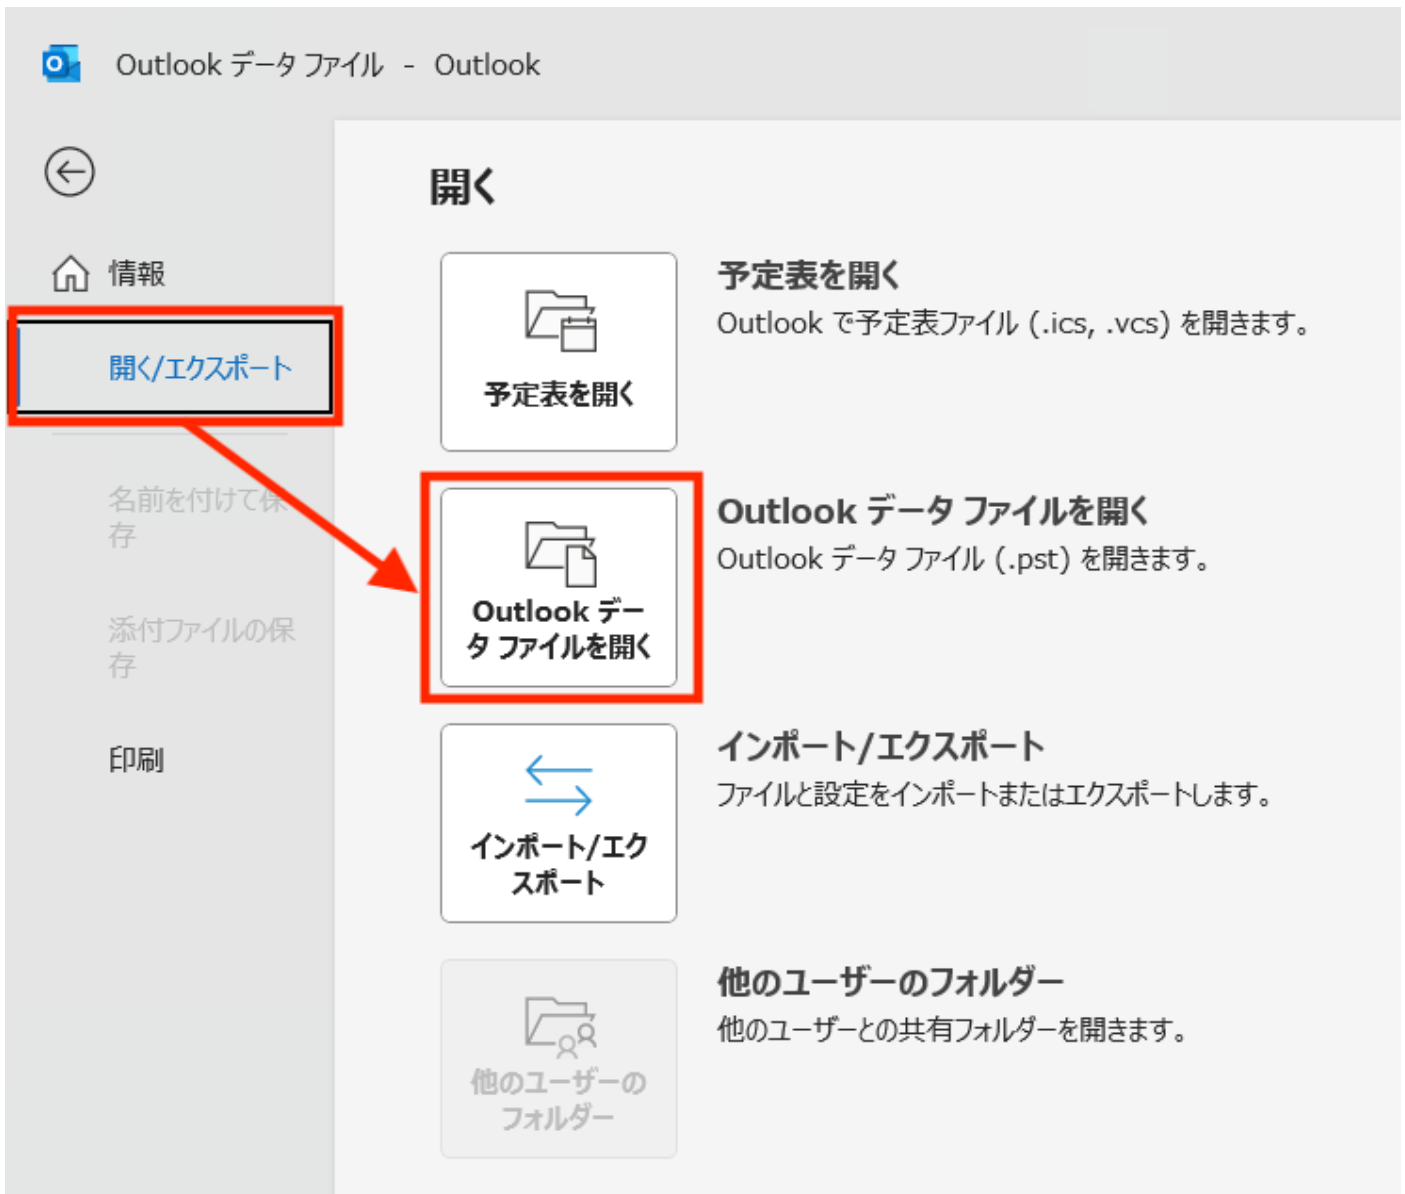 Outlook データ ファイル - Outlook
開く
情報
開く/エクスポート
名前を付けて保
存
添付ファイルの保
存
印刷
予定表を開く
予定表を開く
Outlook で予定表ファイル (.ics, .vcs) を開きます。
Outlook デー
タ ファイルを開く
Outlook データ ファイルを開く
Outlook データ ファイル (.pst) を開きます。
インポート/エク
スポート
インポート/エクスポート
ファイルと設定をインポートまたはエクスポートします。
他のユーザーの
フォルダー
他のユーザーのフォルダー
他のユーザーとの共有フォルダーを開きます。